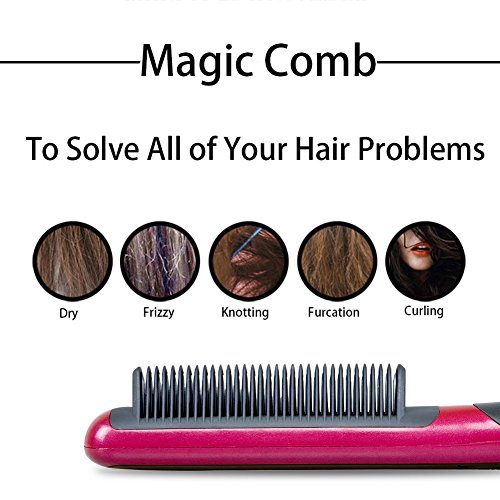 Magic Comb
To Solve All of Your Hair Problems
Dry Frizzy Knotting Furcation Curling